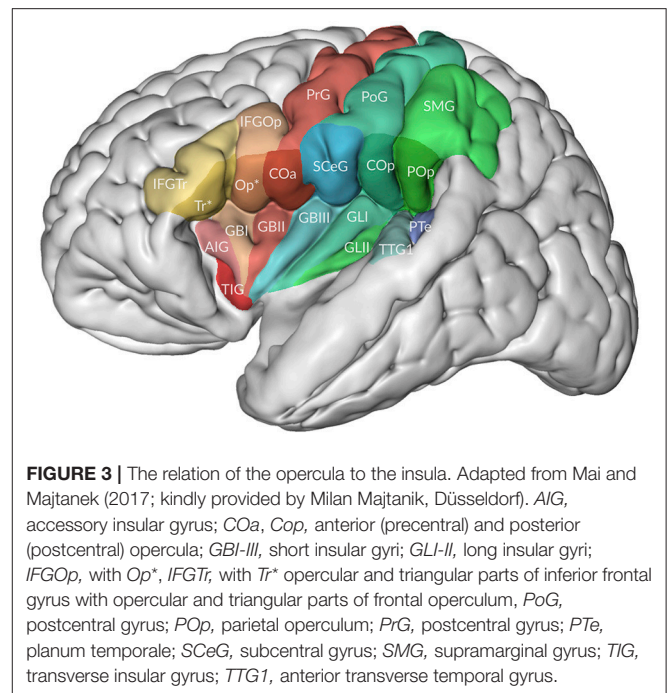 PrG
PoG
SMG
IFGOp
SCeG
COp
POp
COa
Op*
IFGTr
Tr*
GBI
GBII
GBIII
GLI
GLII
AIG
TIG
PTe
TTG1
FIGURE 3 | The relation of the opercula to the insula. Adapted from Mai and
Majtanek (2017; kindly provided by Milan Majtanik, Düsseldorf). AIG,
accessory insular gyrus; COa, Cop, anterior (precentral) and posterior
(postcentral) opercula; GBI-III, short insular gyri; GLI-II, long insular gyri;
IFGOp, with Op*, IFGTr, with Tr* opercular and triangular parts of inferior frontal
gyrus with opercular and triangular parts of frontal operculum, PoG,
postcentral gyrus; POp, parietal operculum; PrG, postcentral gyrus; PTe,
planum temporale; SCeG, subcentral gyrus; SMG, supramarginal gyrus; TIG,
transverse insular gyrus; TTG1, anterior transverse temporal gyrus.